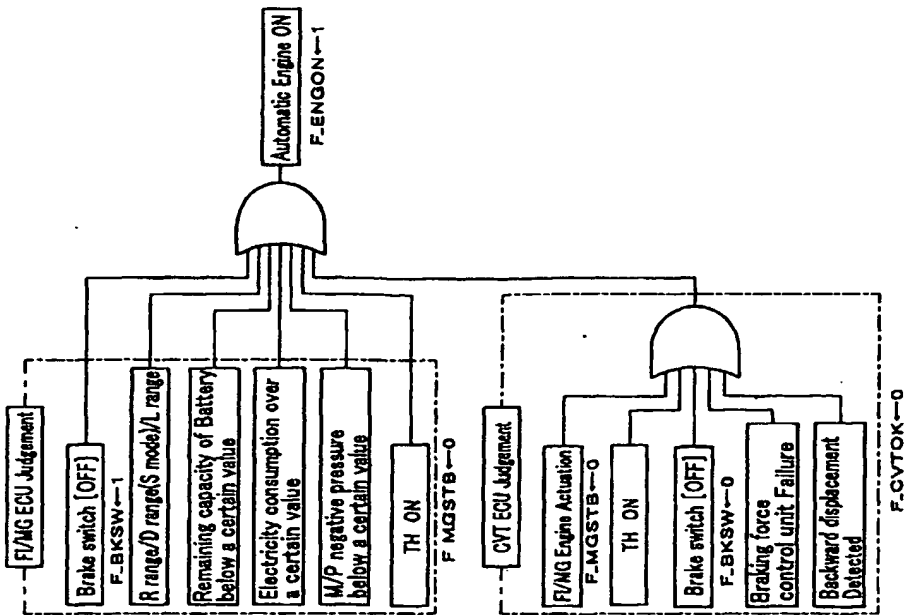 FI/MG ECU Judgement
Brake switch [OFF]
F_BKSW←1
R range/D range(S mode)/L range
Remaining capacity of Battery
below a certain value
Electricity consumption over
a certain value
M/P negative pressure
below a certain value
TH ON
F MGSTB←0
Automatic Engine ON
F_ENGON←1
CVT ECU Judgement
FI/MG Engine Actuation
F_MGSTB←0
TH ON
Brake switch [OFF]
F_BKSW←0
Braking force
control unit Failure
Backward displacement
Detected
F_CVTOK←0